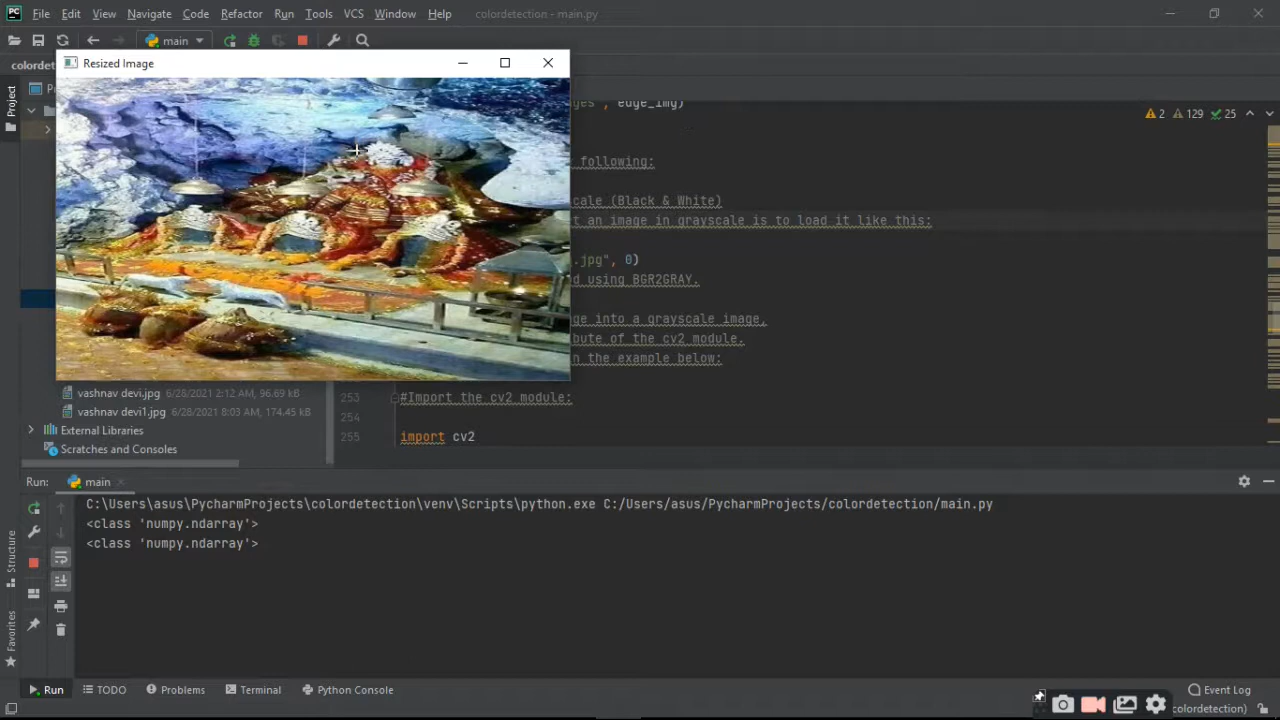 PC File Edit View Navigate Code Refactor Run Tools VCS Window Help colordetection - main.py
main
colordet
Resized Image
Project
edge_img)
2 129 25
following:
cale (Black & White)
t an image in grayscale is to load it like this:
.jpg", 0)
d using BGR2GRAY.
ge into a grayscale image,
bute of the cv2 module.
n the example below:
vashnav devi.jpg 6/28/2021 2:12 AM, 96.69 kB
253 #Import the cv2 module:
vashnav devi1.jpg 6/28/2021 8:03 AM, 174.45 kB
254
External Libraries
255 import cv2
Scratches and Consoles
Run: main
C:\Users\asus\PycharmProjects\colordetection\venv\Scripts\python.exe C:/Users/asus/PycharmProjects/colordetection/main.py
<class 'numpy.ndarray'>
<class 'numpy.ndarray'>
Structure
Favorites
Run TODO Problems Terminal Python Console Event Log
colordetection)